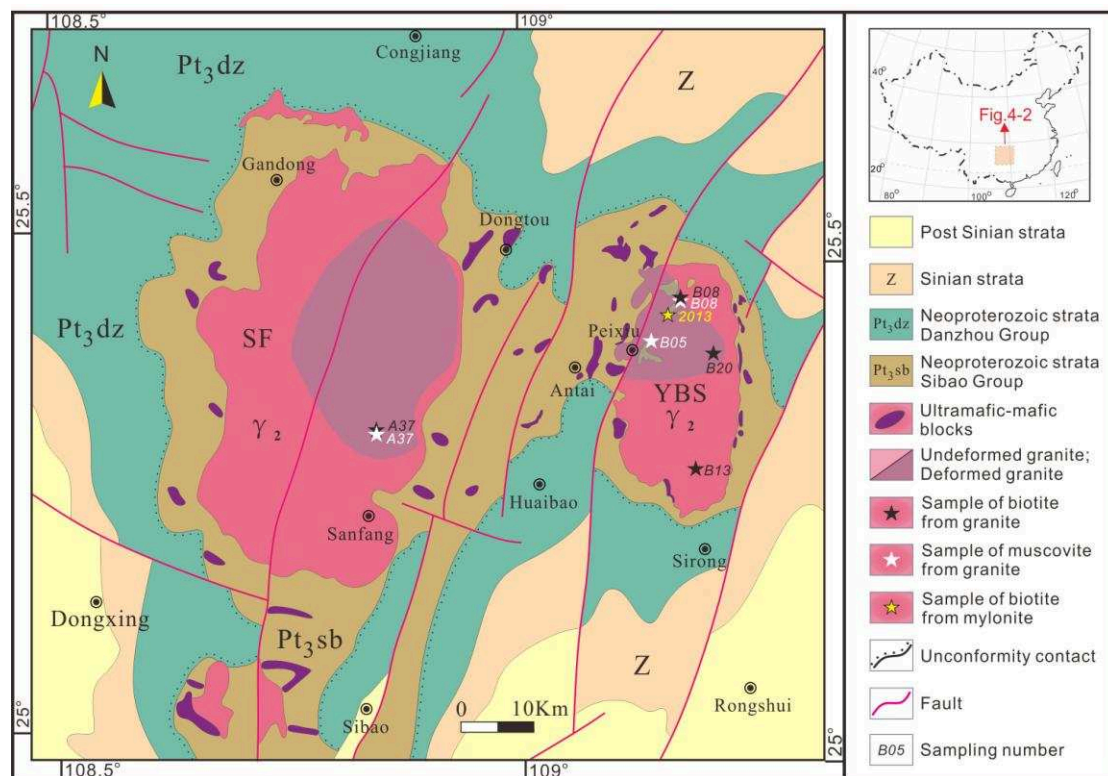 108.5°
109°
N
Pt3dz
Congjiang
Z
Gandong
25.5°
25.5°
Dongtou
B08
B08
2013
Pt3dz
SF
Peixiu
B05
B20
Antai
YBS
γ2
γ2
A37
A37
B13
Huaibao
Sanfang
Sirong
Dongxing
Pt3sb
Z
Rongshui
0 10Km
Sibao
25°
25°
108.5°
109°
40°
Fig.4-2
20°
80°
100°
120°
Post Sinian strata
Z
Sinian strata
Pt3dz
Neoproterozoic strata
Danzhou Group
Pt3sb
Neoproterozoic strata
Sibao Group
Ultramafic-mafic
blocks
Undeformed granite;
Deformed granite
Sample of biotite
from granite
Sample of muscovite
from granite
Sample of biotite
from mylonite
Unconformity contact
Fault
B05
Sampling number